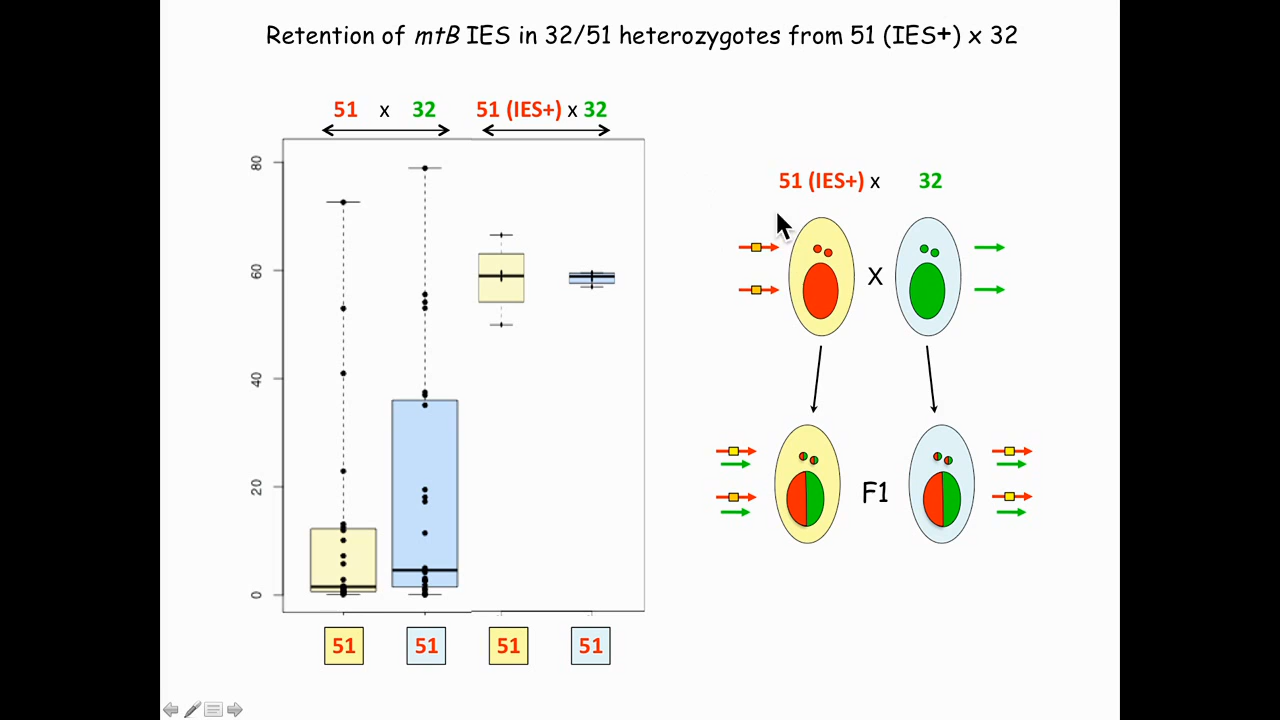 Retention of mtB IES in 32/51 heterozygotes from 51 (IES+) x 32
51 x 32
51 (IES+) x 32
80
60
40
20
0
51
51
51
51
51 (IES+) x 32
X
F1